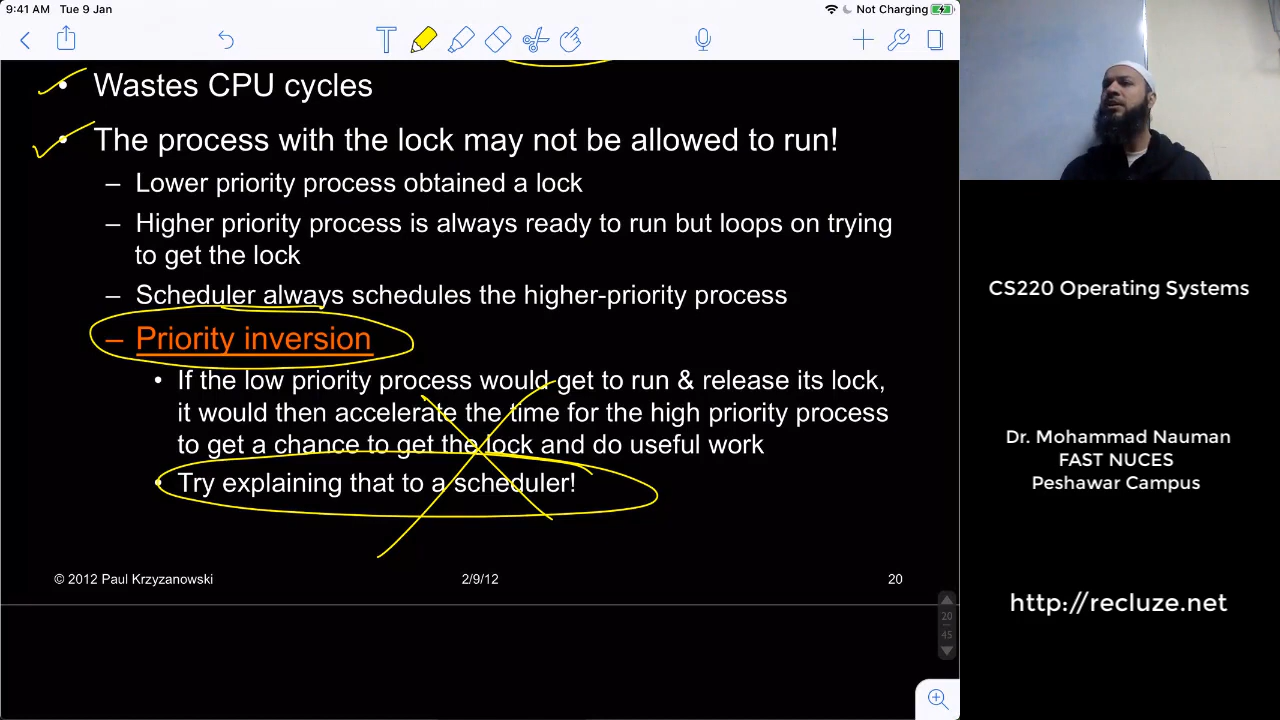 9:41 AM Tue 9 Jan
Not Charging
T
Wastes CPU cycles
The process with the lock may not be allowed to run!
– Lower priority process obtained a lock
– Higher priority process is always ready to run but loops on trying
to get the lock
– Scheduler always schedules the higher-priority process
– Priority inversion
• If the low priority process would get to run & release its lock,
it would then accelerate the time for the high priority process
to get a chance to get the lock and do useful work
• Try explaining that to a scheduler!
© 2012 Paul Krzyzanowski
2/9/12
20
20
45
CS220 Operating Systems
Dr. Mohammad Nauman
FAST NUCES
Peshawar Campus
http://recluze.net